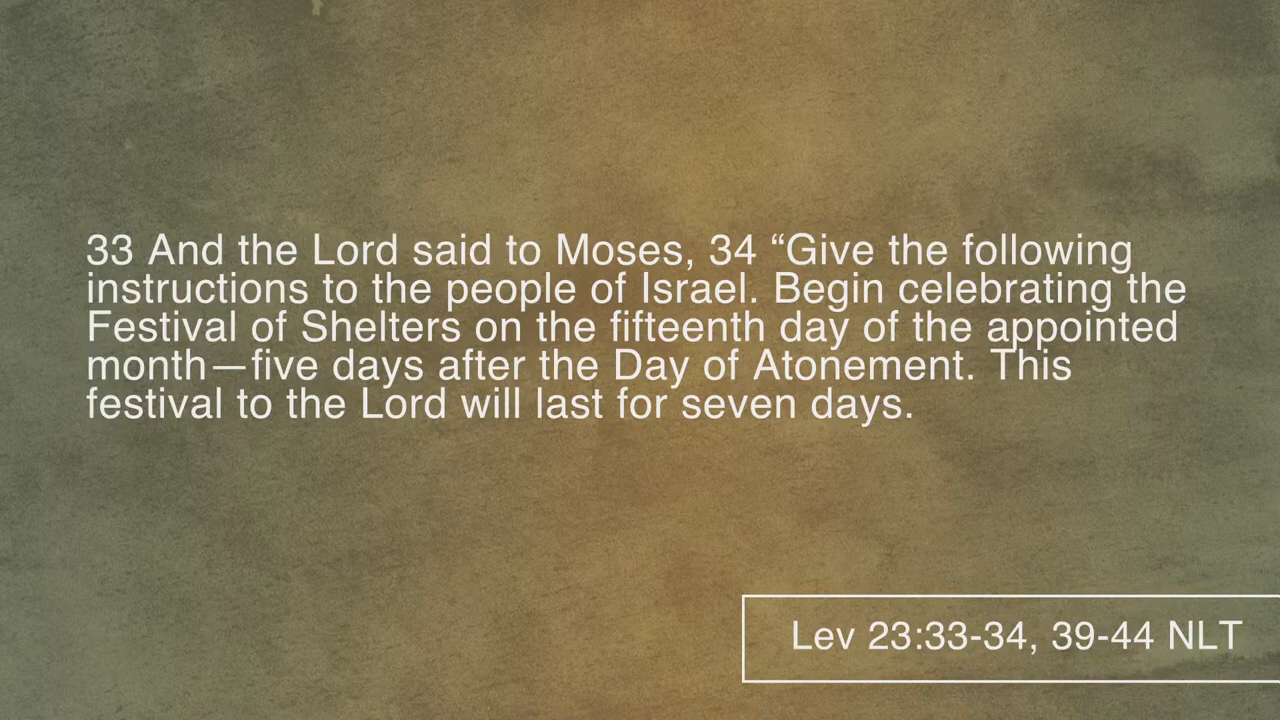 33 And the Lord said to Moses, 34 “Give the following
instructions to the people of Israel. Begin celebrating the
Festival of Shelters on the fifteenth day of the appointed
month—five days after the Day of Atonement. This
festival to the Lord will last for seven days.
Lev 23:33-34, 39-44 NLT